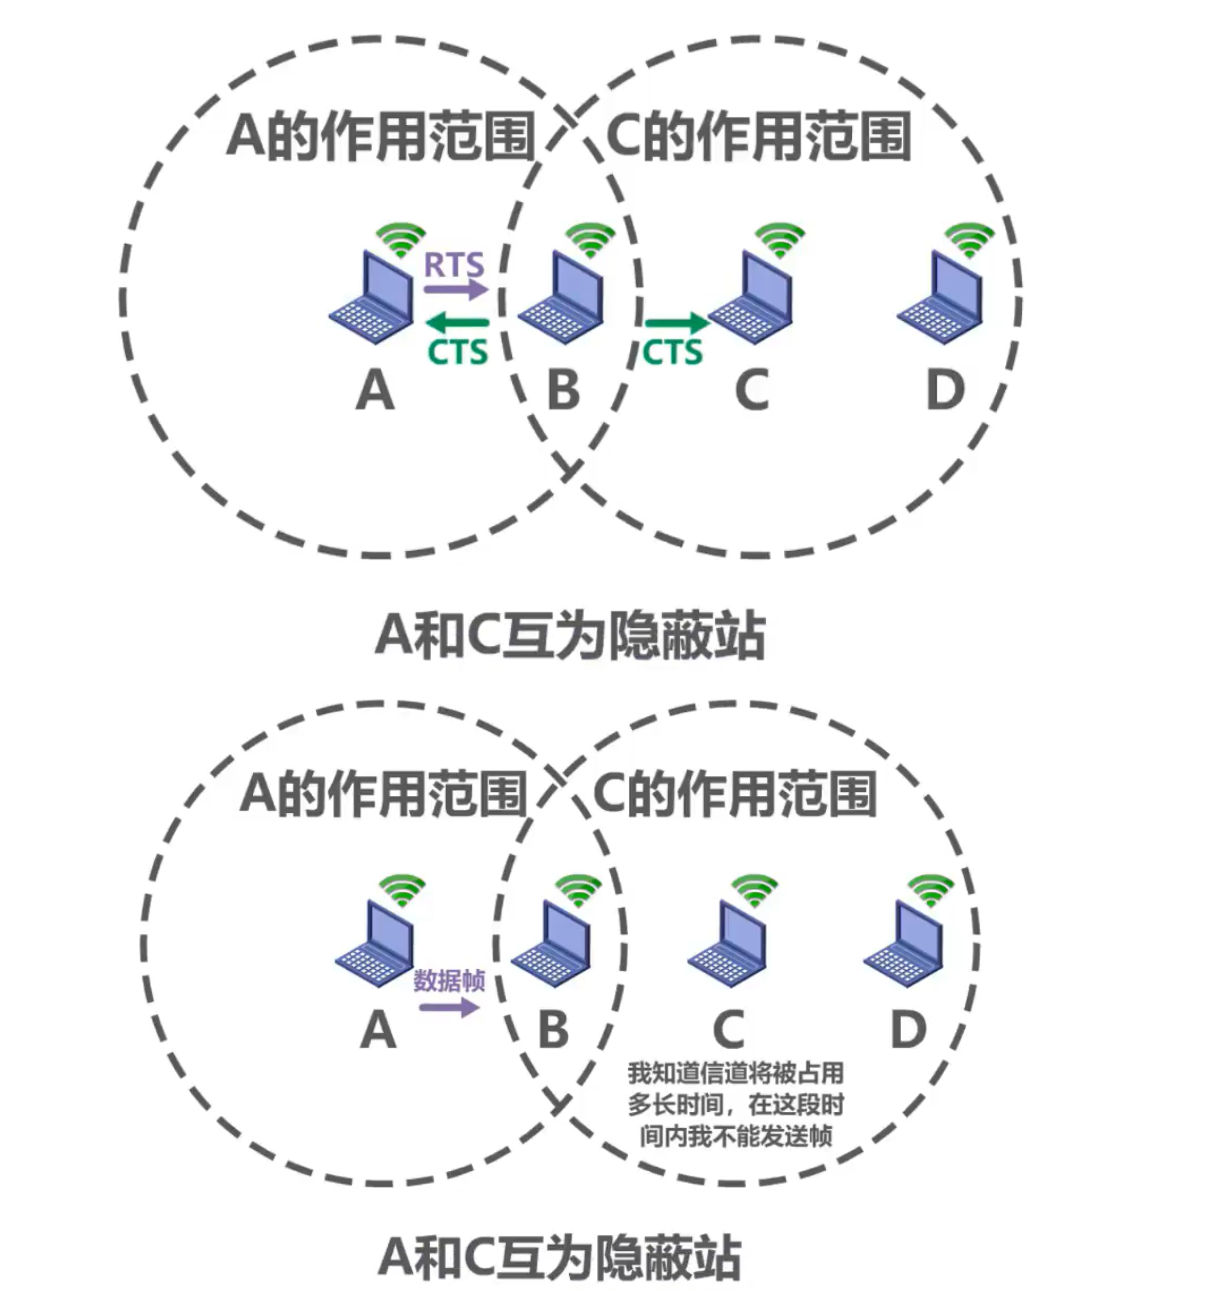 A的作用范围
C的作用范围
RTS
CTS
CTS
A
B
C
D
A和C互为隐蔽站
A的作用范围
C的作用范围
数据帧
A
B
C
D
我知道信道将被占用
多长时间，在这段时
间内我不能发送帧
A和C互为隐蔽站